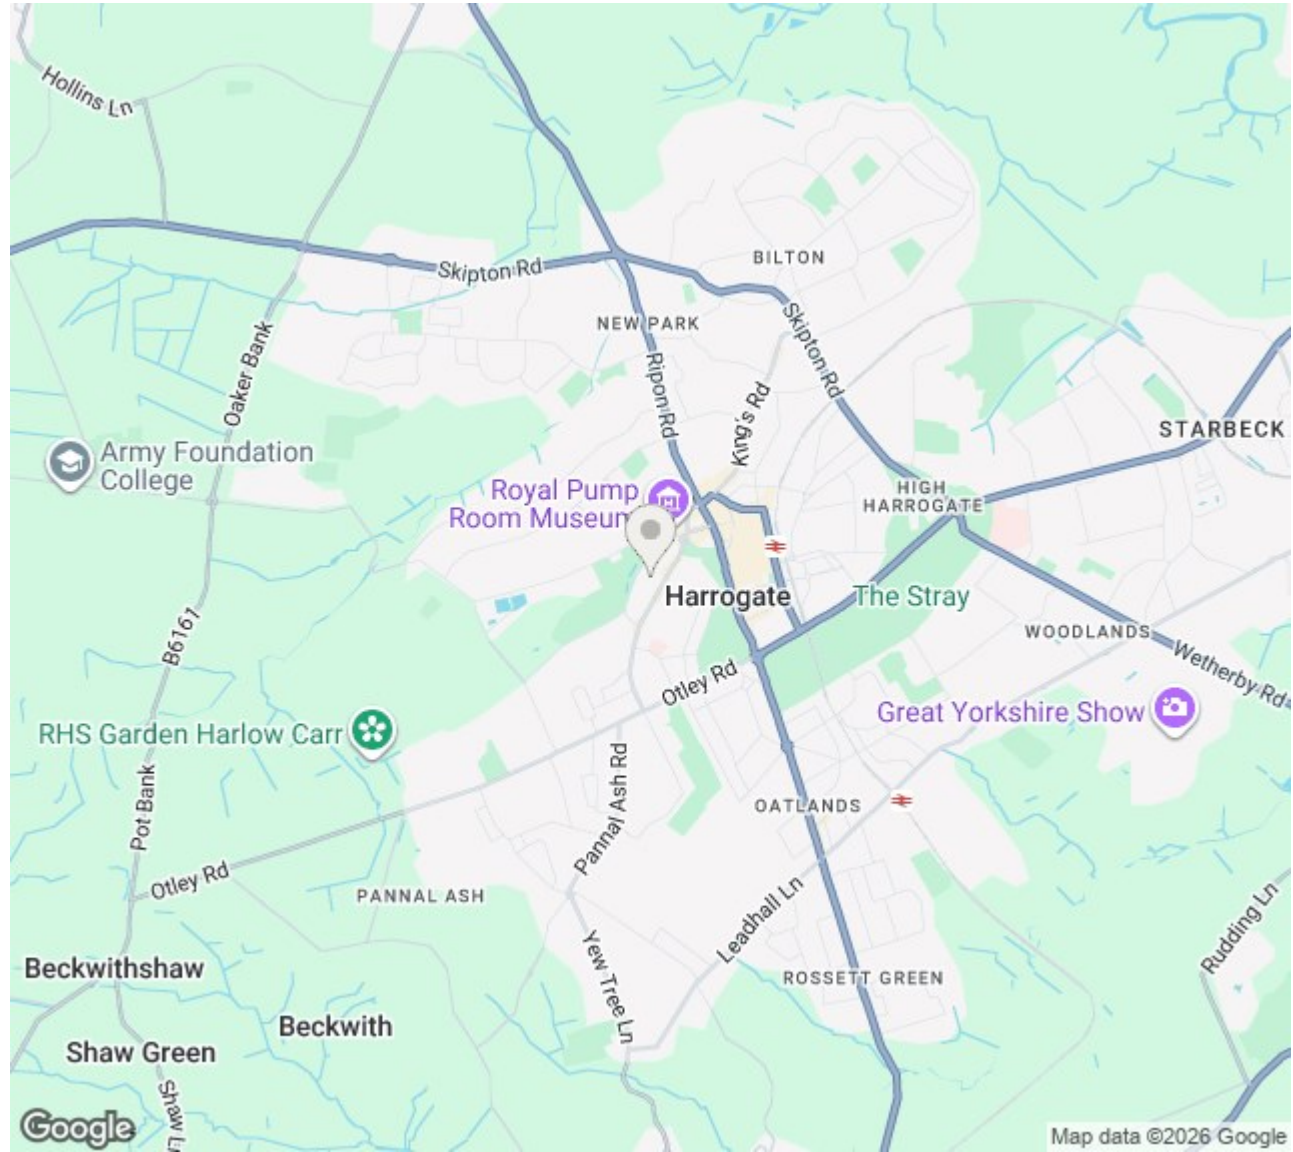 Hollins Ln
Skipton Rd
BILTON
NEW PARK
Skipton Rd
Oaker Bank
Ripon Rd
King's Rd
STARBECK
Army Foundation
College
Royal Pump
Room Museum
HIGH
HARROGATE
Harrogate
The Stray
WOODLANDS
B6161
Wetherby Rd
Otley Rd
Great Yorkshire Show
RHS Garden Harlow Carr
Pot Bank
Pannal Ash Rd
OATLANDS
Otley Rd
PANNAL ASH
Leadhall Ln
Rudding Ln
Beckwithshaw
Yew Tree Ln
ROSSETT GREEN
Beckwith
Shaw Green
Shaw Ln
Google
Map data ©2026 Google